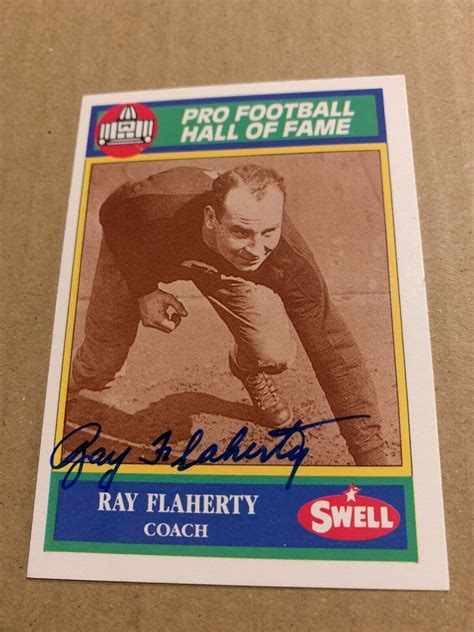 PRO FOOTBALL
HALL OF FAME
Ray Flaherty
RAY FLAHERTY
COACH
SWELL